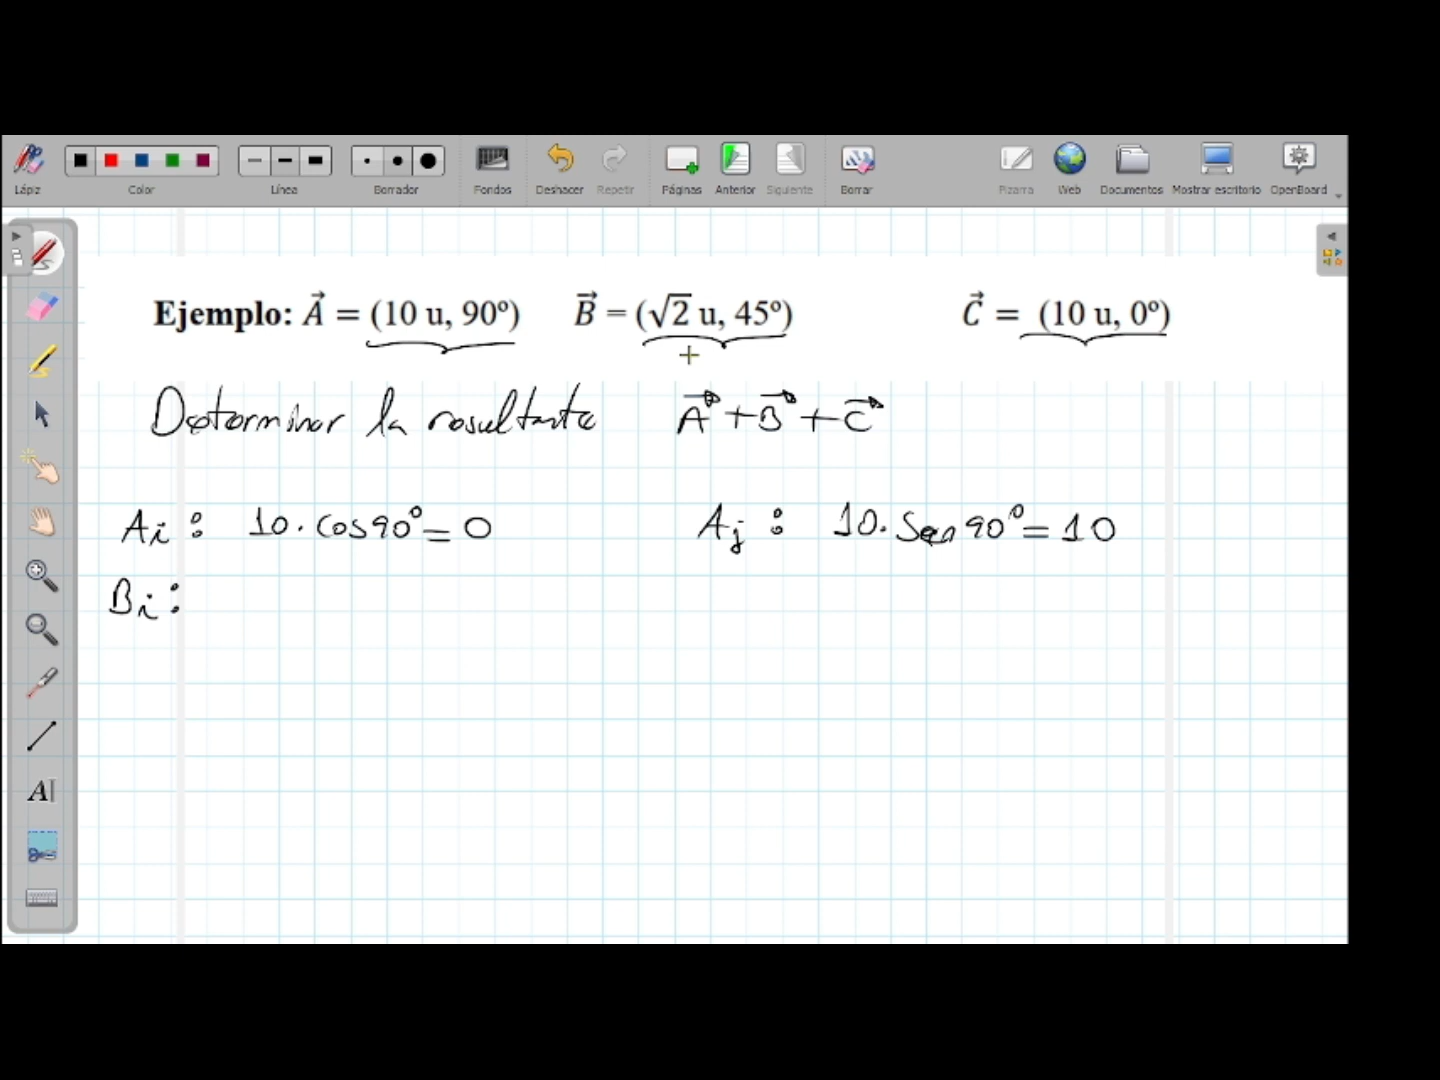 Lápiz Color Línea Borrador Fondos Deshacer Repetir Páginas Anterior Siguiente Borrar Pizarra Web Documentos Mostrar escritorio OpenBoard
Ejemplo: A⃗ = (10 u, 90º) B⃗ = (√2 u, 45º) C⃗ = (10 u, 0º)
Determinar la resultante A⃗ + B⃗ + C⃗
Ai : 10 . Cos 90° = 0 Aj : 10 . Sen 90° = 10
Bi :
A